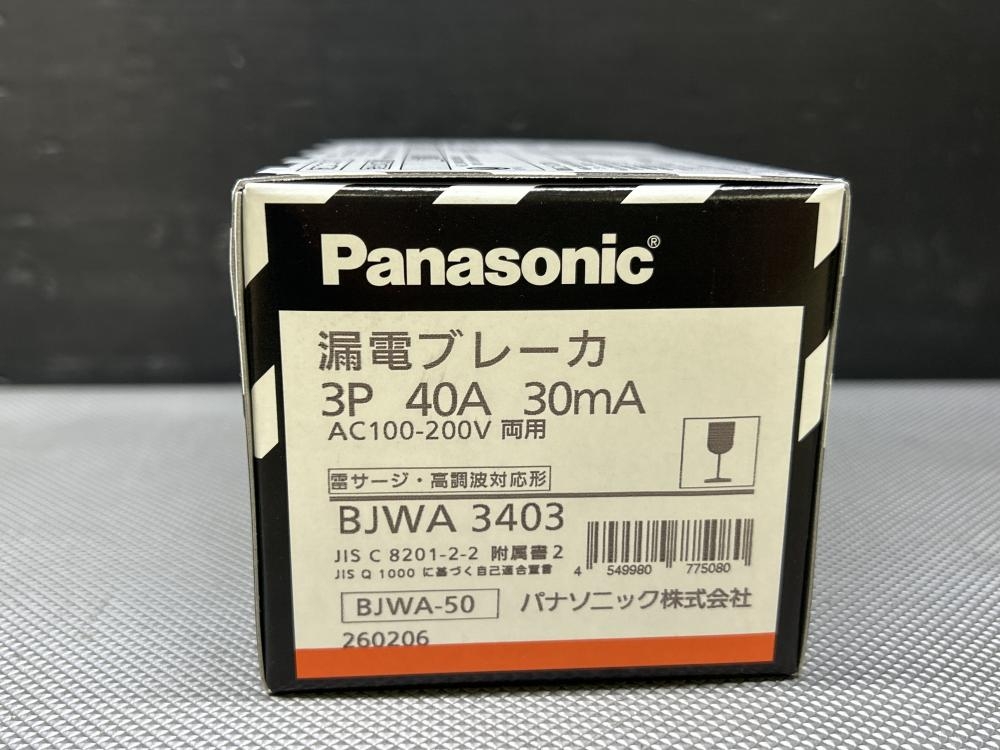 Panasonic®
漏電ブレーカ
3P 40A 30mA
AC100-200V 両用
雷サージ・高調波対応形
BJWA 3403
JIS C 8201-2-2 附属書2
JIS Q 1000 に基づく自己適合宣言
4 549980 775080
BJWA-50 パナソニック株式会社
260206